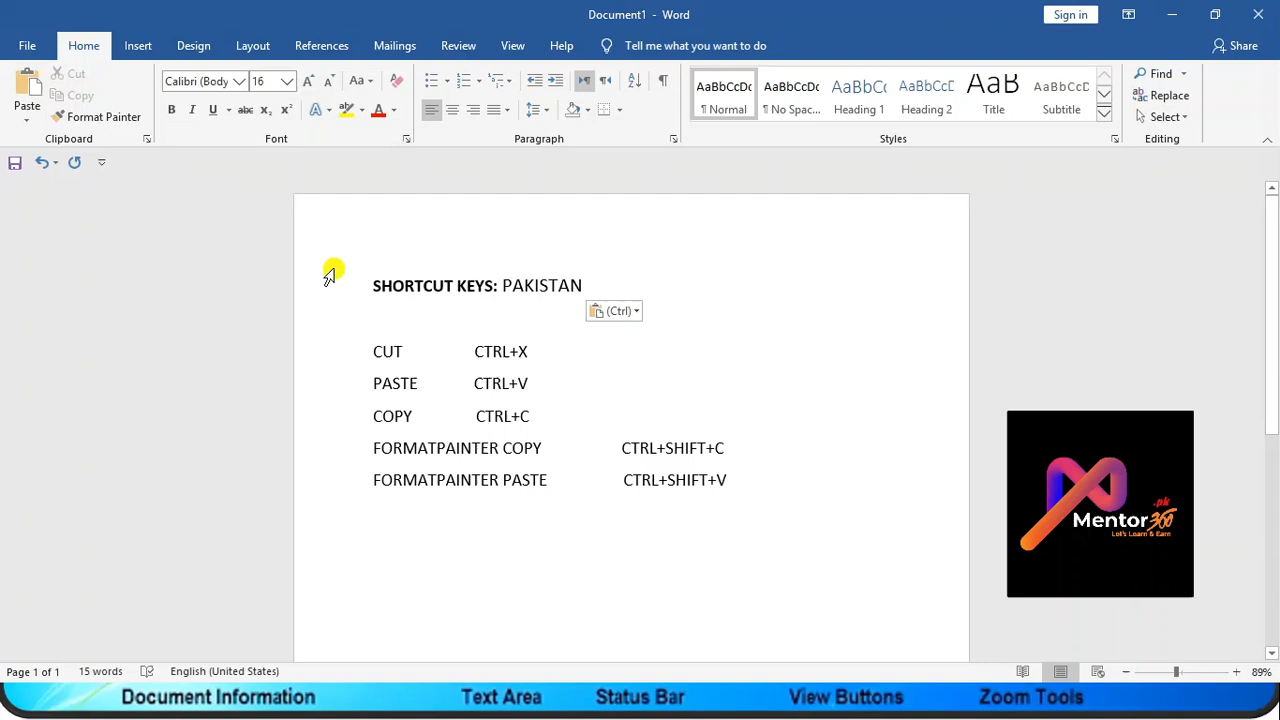 Document1 - Word
Sign in
File Home Insert Design Layout References Mailings Review View Help Tell me what you want to do Share
Cut
Copy
Paste
Format Painter
Clipboard
Calibri (Body 16
Aa
B I U abc x₂ x²
A A
Font
Paragraph
AaBbCcDc AaBbCcDc AaBbCc AaBbCcD AaB AaBbCcD
¶ Normal ¶ No Spac... Heading 1 Heading 2 Title Subtitle
Styles
Find
Replace
Select
Editing
SHORTCUT KEYS: PAKISTAN
(Ctrl)
CUT CTRL+X
PASTE CTRL+V
COPY CTRL+C
FORMATPAINTER COPY CTRL+SHIFT+C
FORMATPAINTER PASTE CTRL+SHIFT+V
.pk
Mentor360
Let's Learn & Earn
Page 1 of 1 15 words English (United States) 89%
Document Information Text Area Status Bar View Buttons Zoom Tools